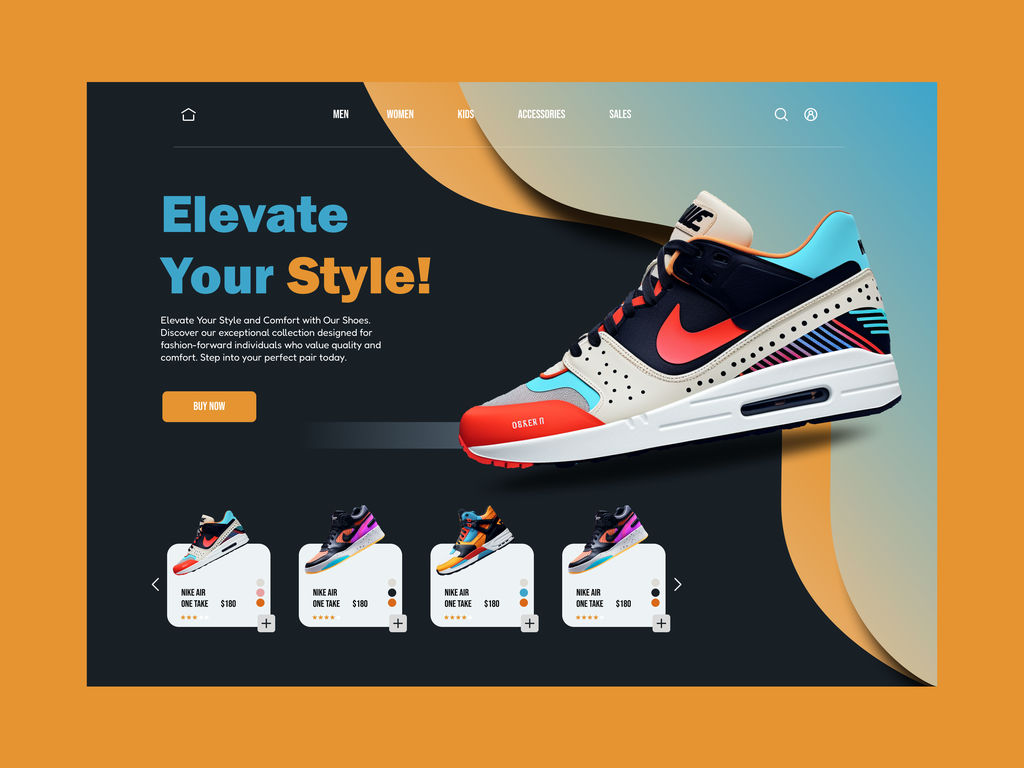 MEN WOMEN KIDS ACCESSORIES SALES
Elevate
Your Style!
Elevate Your Style and Comfort with Our Shoes.
Discover our exceptional collection designed for
fashion-forward individuals who value quality and
comfort. Step into your perfect pair today.
BUY NOW
NIKE AIR
ONE TAKE $180
NIKE AIR
ONE TAKE $180
NIKE AIR
ONE TAKE $180
NIKE AIR
ONE TAKE $180